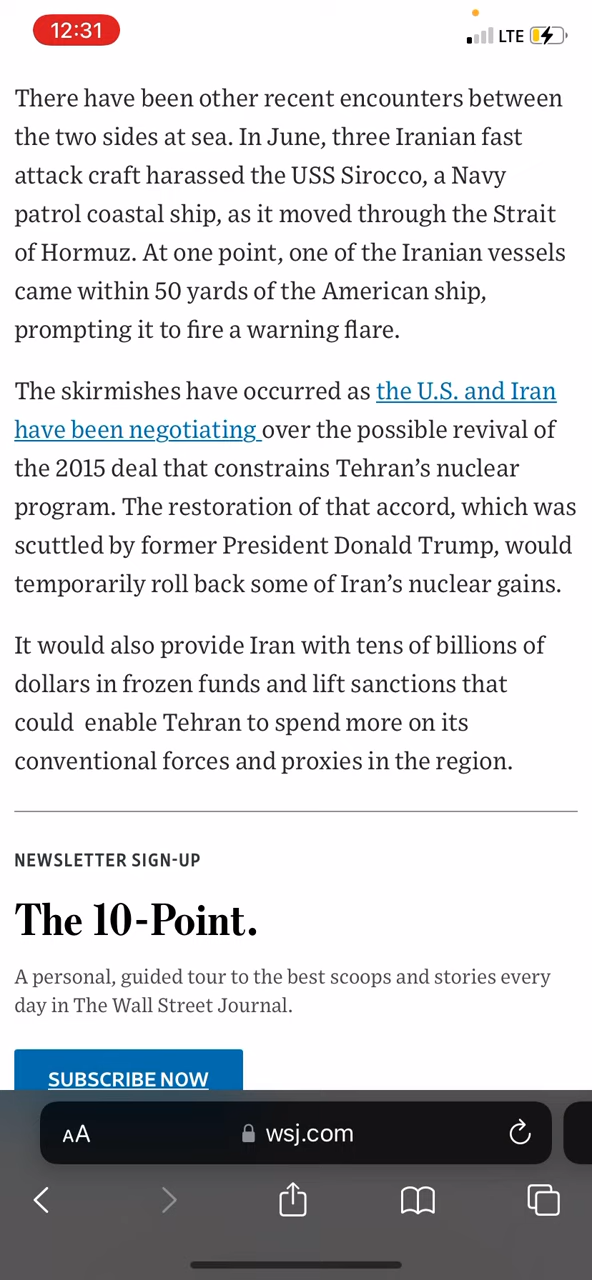 12:31
LTE
There have been other recent encounters between
the two sides at sea. In June, three Iranian fast
attack craft harassed the USS Sirocco, a Navy
patrol coastal ship, as it moved through the Strait
of Hormuz. At one point, one of the Iranian vessels
came within 50 yards of the American ship,
prompting it to fire a warning flare.
The skirmishes have occurred as the U.S. and Iran
have been negotiating over the possible revival of
the 2015 deal that constrains Tehran’s nuclear
program. The restoration of that accord, which was
scuttled by former President Donald Trump, would
temporarily roll back some of Iran’s nuclear gains.
It would also provide Iran with tens of billions of
dollars in frozen funds and lift sanctions that
could  enable Tehran to spend more on its
conventional forces and proxies in the region.
NEWSLETTER SIGN-UP
The 10-Point.
A personal, guided tour to the best scoops and stories every
day in The Wall Street Journal.
SUBSCRIBE NOW
AA
wsj.com